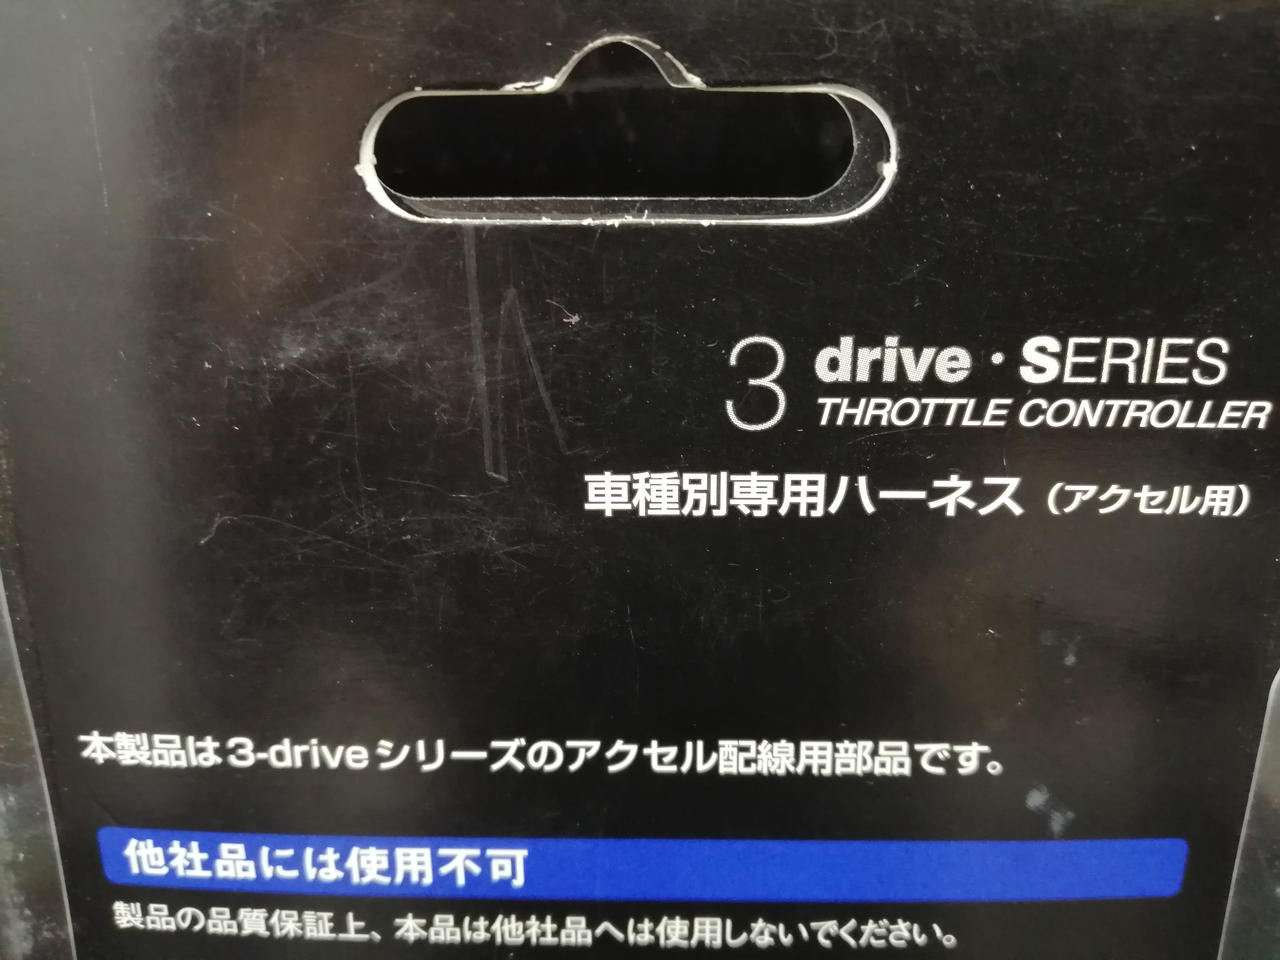 3 drive・SERIES
THROTTLE CONTROLLER
車種別専用ハーネス（アクセル用）
本製品は3-driveシリーズのアクセル配線用部品です。
他社品には使用不可
製品の品質保証上、本品は他社品へは使用しないでください。